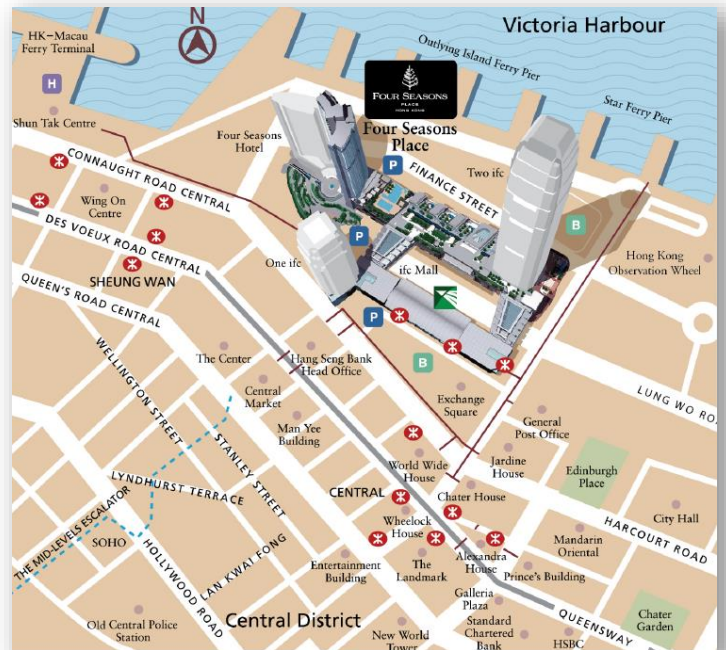 N
Victoria Harbour
HK–Macau
Ferry Terminal
Outlying Island Ferry Pier
H
Star Ferry Pier
FOUR SEASONS
PLACE
HONG KONG
Shun Tak Centre
Four Seasons
Place
Four Seasons
Hotel
P
Two ifc
CONNAUGHT ROAD CENTRAL
FINANCE STREET
Wing On
Centre
B
DES VOEUX ROAD CENTRAL
P
Hong Kong
Observation Wheel
One ifc
ifc Mall
SHEUNG WAN
QUEEN'S ROAD CENTRAL
P
The Center
Hang Seng Bank
Head Office
B
WELLINGTON STREET
Central
Market
Exchange
Square
LUNG WO RO
Man Yee
Building
General
Post Office
STANLEY STREET
World Wide
House
Jardine
House
Edinburgh
Place
LYNDHURST TERRACE
CENTRAL
Chater House
THE MID-LEVELS ESCALATOR
Wheelock
House
HARCOURT ROAD
City Hall
SOHO
HOLLYWOOD ROAD
LAN KWAI FONG
Mandarin
Oriental
Entertainment
Building
The
Landmark
Alexandra
House
Prince's Building
Galleria
Plaza
Old Central Police
Station
Central District
QUEENSWAY
Chater
Garden
New World
Tower
Standard
Chartered
Bank
HSBC